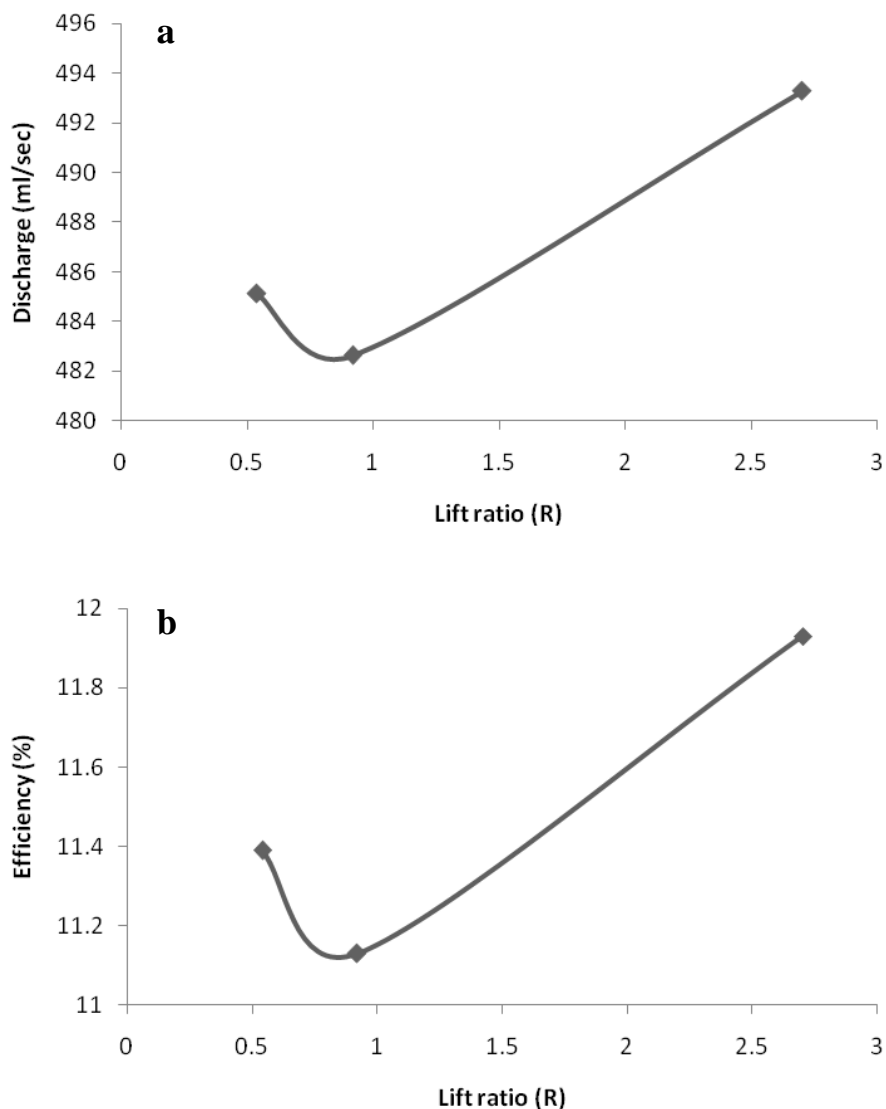 a
496
494
492
490
488
486
484
482
480
Discharge (ml/sec)
0 0.5 1 1.5 2 2.5 3
Lift ratio (R)
b
12
11.8
11.6
11.4
11.2
11
Efficiency (%)
0 0.5 1 1.5 2 2.5 3
Lift ratio (R)